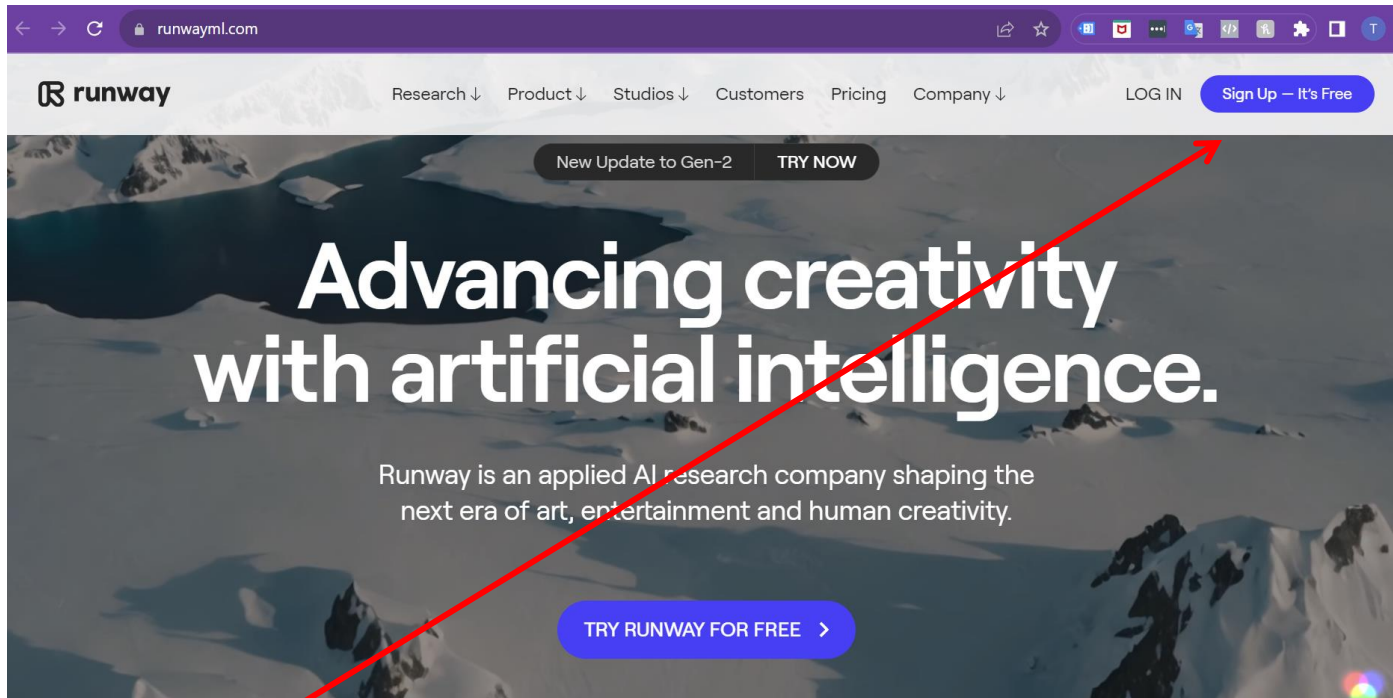 runwayml.com
T
runway
Research ↓ Product ↓ Studios ↓ Customers Pricing Company ↓ LOG IN Sign Up — It's Free
New Update to Gen-2 TRY NOW
Advancing creativity
with artificial intelligence.
Runway is an applied AI research company shaping the
next era of art, entertainment and human creativity.
TRY RUNWAY FOR FREE >